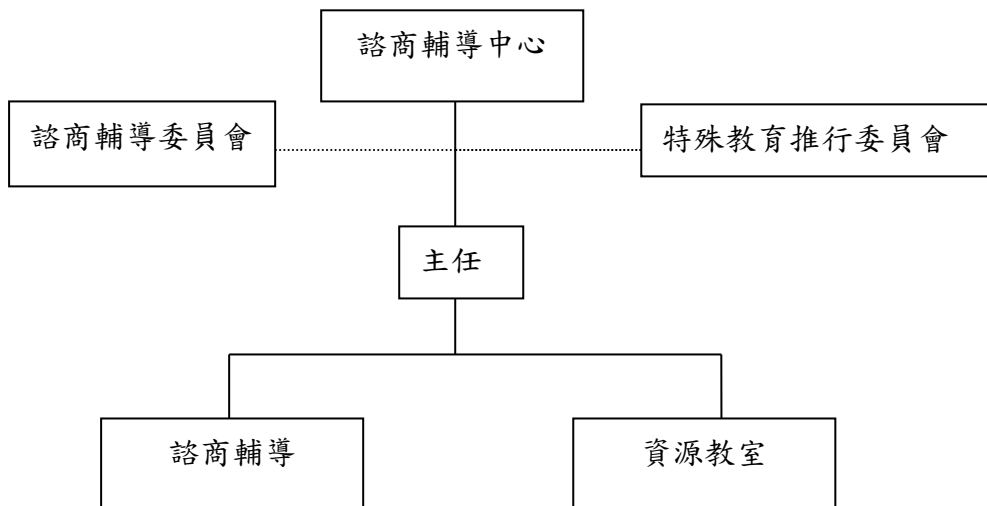 諮商輔導中心
諮商輔導委員會
特殊教育推行委員會
主任
諮商輔導
資源教室